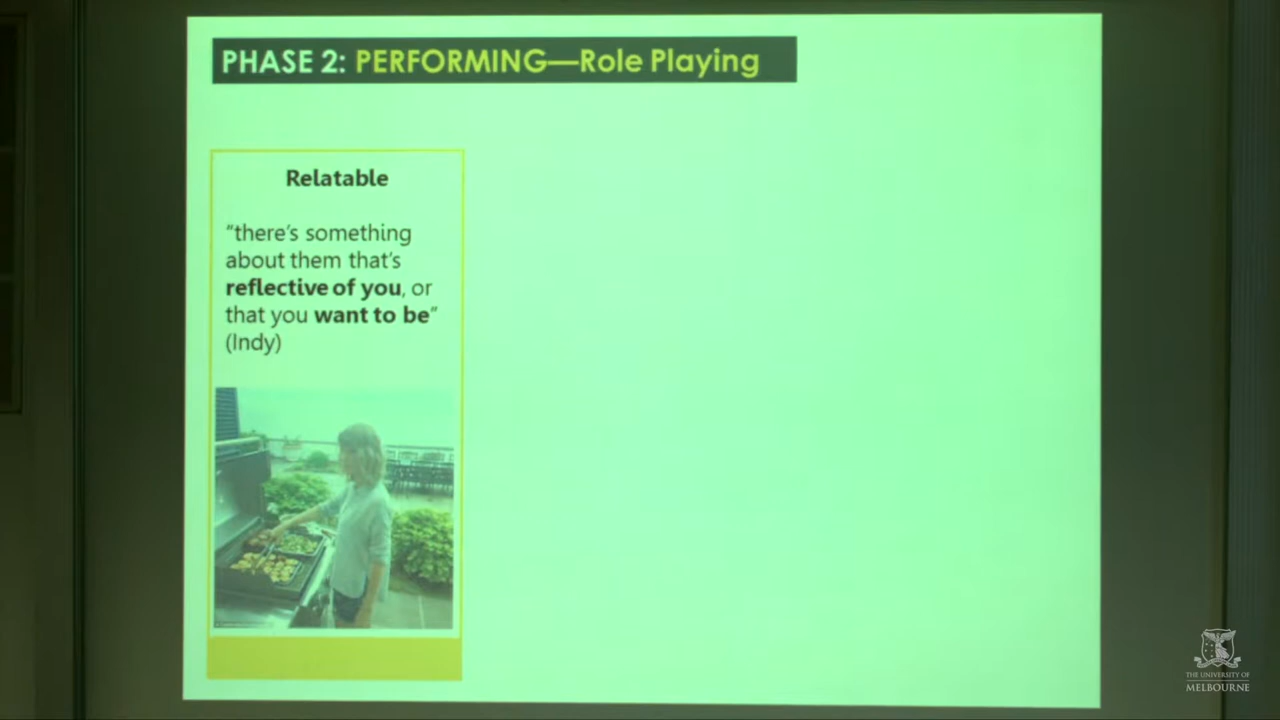 PHASE 2: PERFORMING—Role Playing
Relatable
"there's something
about them that's
reflective of you, or
that you want to be"
(Indy)
THE UNIVERSITY OF
MELBOURNE